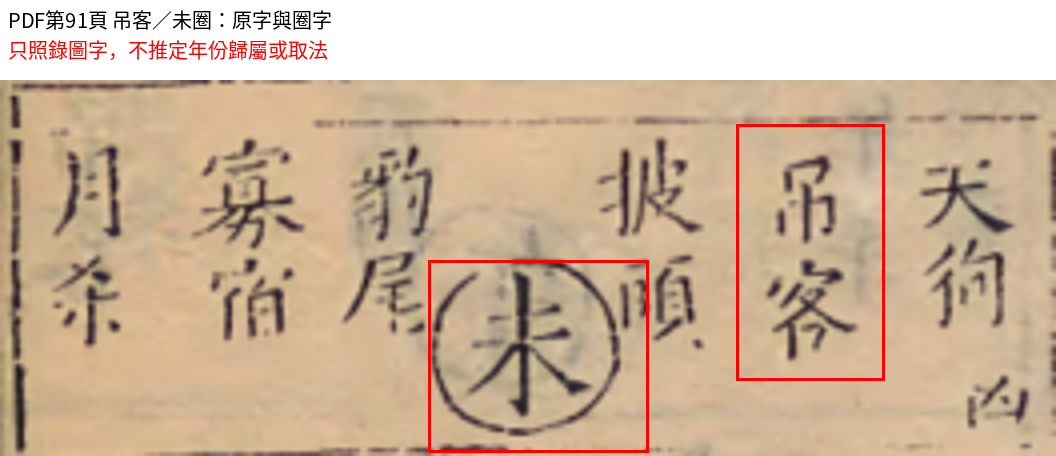 PDF第91頁 吊客／未圈：原字與圈字
只照錄圖字，不推定年份歸屬或取法
天狗
凶
吊客
披頭
未
豹尾
寡宿
月杀